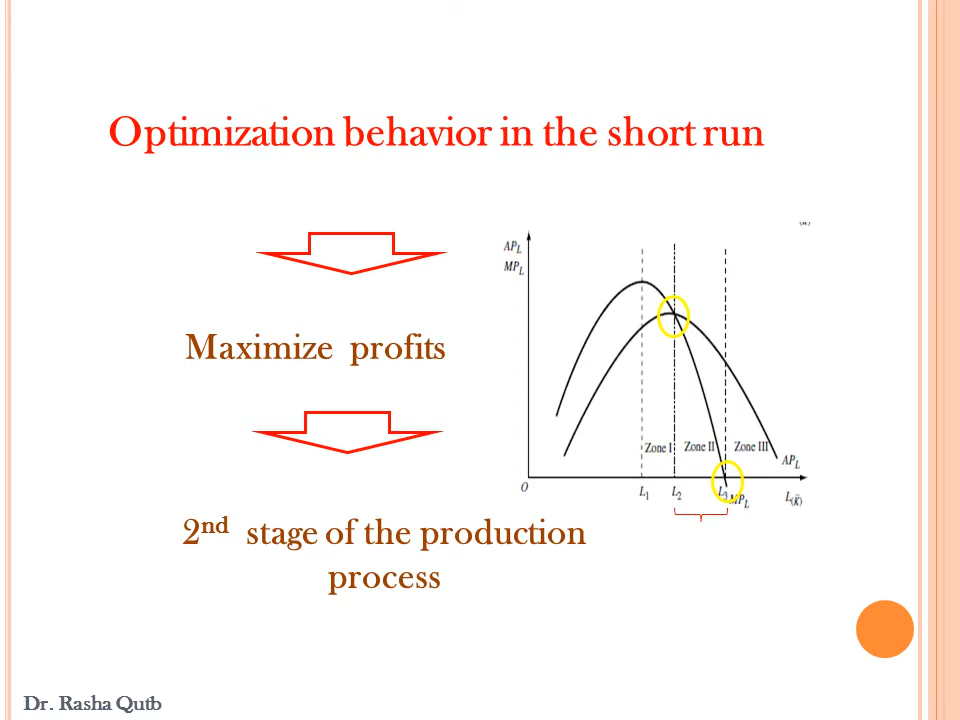 Optimization behavior in the short run
(K)
AP_L
MP_L
Maximize profits
Zone I Zone II Zone III
AP_L
O L₁ L₂ L₃ MP_L L(K̄)
2nd stage of the production
process
Dr. Rasha Qutb